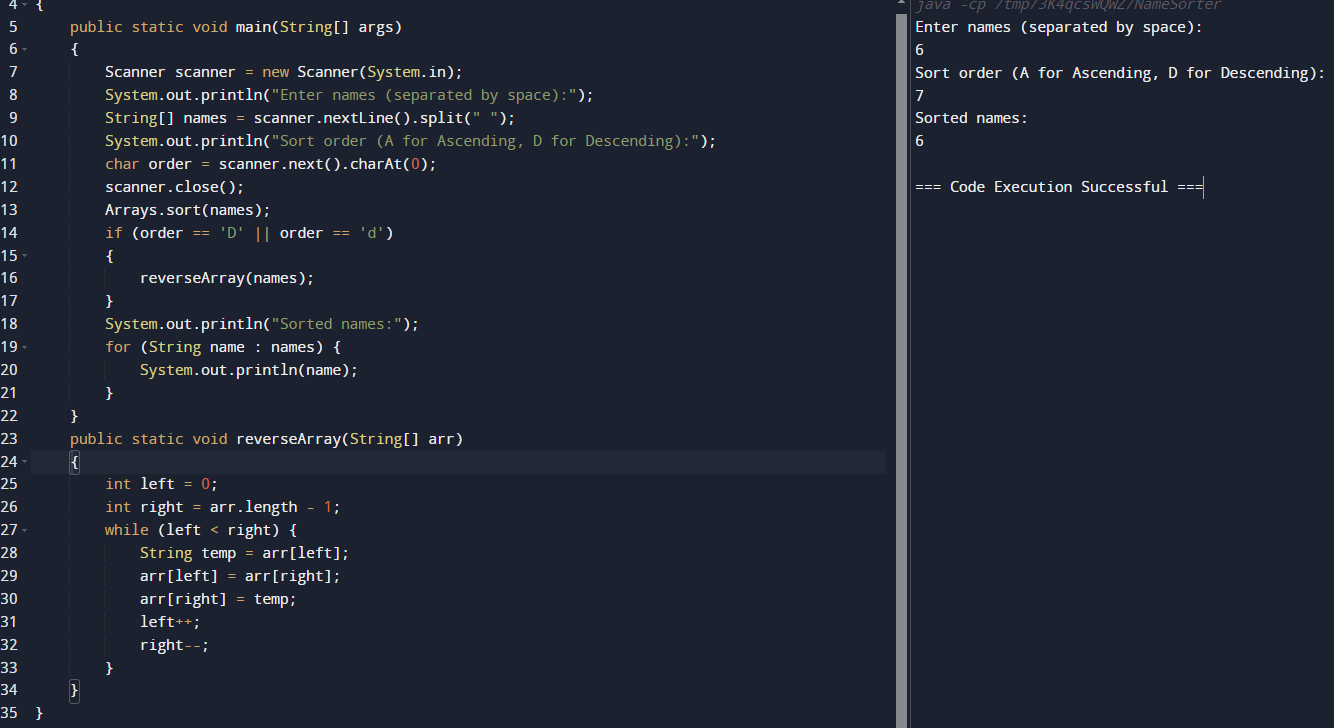 4 {
5 public static void main(String[] args)
6 {
7 Scanner scanner = new Scanner(System.in);
8 System.out.println("Enter names (separated by space):");
9 String[] names = scanner.nextLine().split(" ");
10 System.out.println("Sort order (A for Ascending, D for Descending):");
11 char order = scanner.next().charAt(0);
12 scanner.close();
13 Arrays.sort(names);
14 if (order == 'D' || order == 'd')
15 {
16 reverseArray(names);
17 }
18 System.out.println("Sorted names:");
19 for (String name : names) {
20 System.out.println(name);
21 }
22 }
23 public static void reverseArray(String[] arr)
24 {
25 int left = 0;
26 int right = arr.length - 1;
27 while (left < right) {
28 String temp = arr[left];
29 arr[left] = arr[right];
30 arr[right] = temp;
31 left++;
32 right--;
33 }
34 }
35 }
java -cp /tmp/3K4qcsWQwZ/NameSorter
Enter names (separated by space):
6
Sort order (A for Ascending, D for Descending):
7
Sorted names:
6
=== Code Execution Successful ===